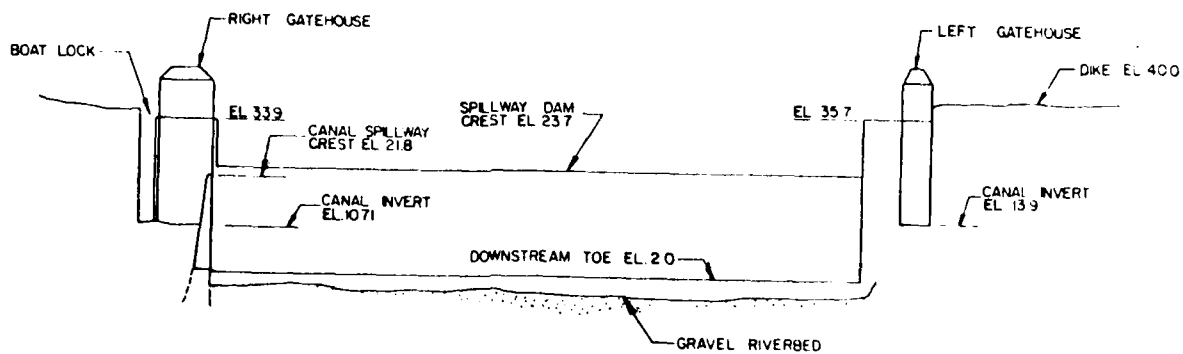 RIGHT GATEHOUSE
BOAT LOCK
LEFT GATEHOUSE
DIKE EL 40.0
EL 33.9
SPILLWAY DAM
CREST EL 23.7
EL 35.7
CANAL SPILLWAY
CREST EL 21.8
CANAL INVERT
EL. 10.71
CANAL INVERT
EL 13.9
DOWNSTREAM TOE EL. 2.0
GRAVEL RIVERBED